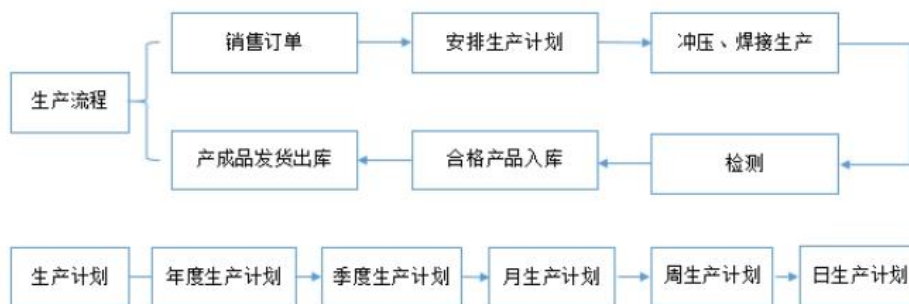 销售订单
安排生产计划
冲压、焊接生产
生产流程
产成品发货出库
合格产品入库
检测
生产计划
年度生产计划
季度生产计划
月生产计划
周生产计划
日生产计划